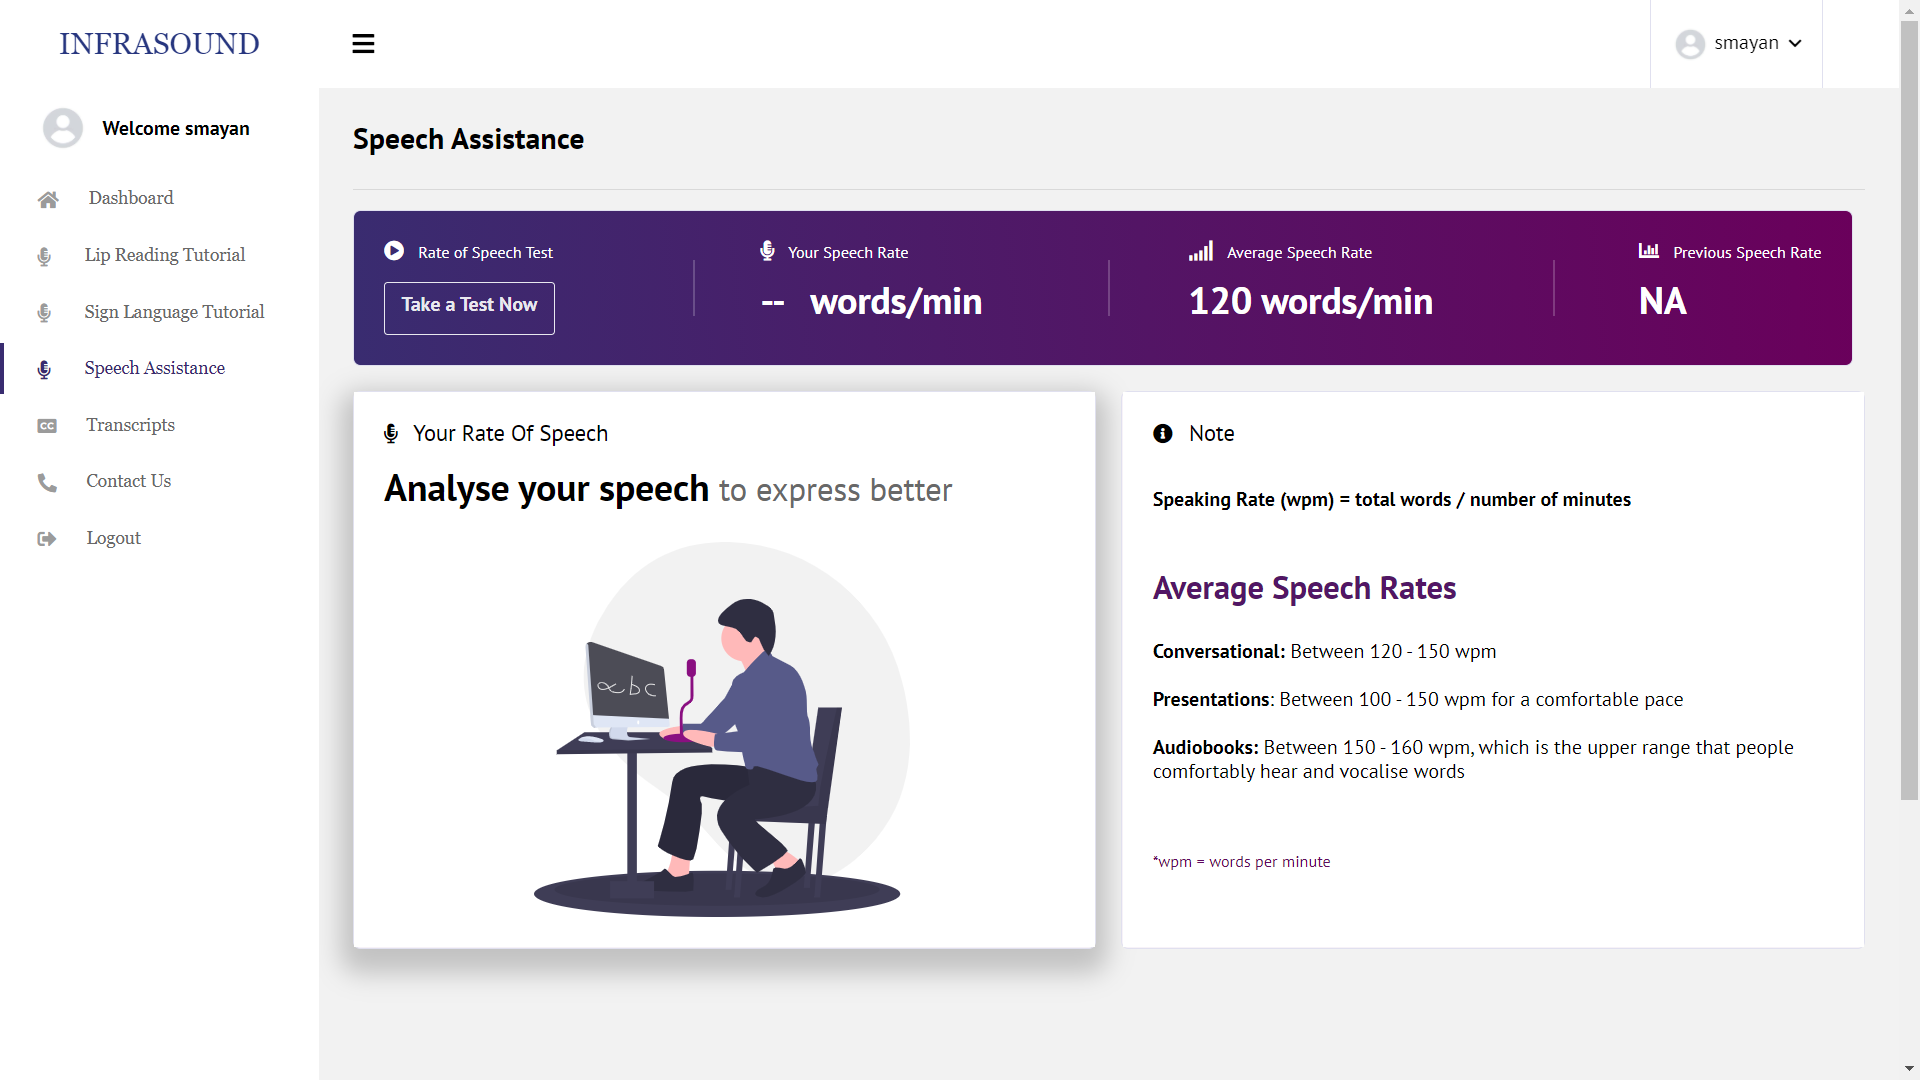 INFRASOUND
smayan
Welcome smayan
Dashboard
Lip Reading Tutorial
Sign Language Tutorial
Speech Assistance
Transcripts
Contact Us
Logout
Speech Assistance
Rate of Speech Test
Take a Test Now
Your Speech Rate
-- words/min
Average Speech Rate
120 words/min
Previous Speech Rate
NA
Your Rate Of Speech
Analyse your speech to express better
abc
Note
Speaking Rate (wpm) = total words / number of minutes
Average Speech Rates
Conversational: Between 120 - 150 wpm
Presentations: Between 100 - 150 wpm for a comfortable pace
Audiobooks: Between 150 - 160 wpm, which is the upper range that people
comfortably hear and vocalise words
*wpm = words per minute
CC